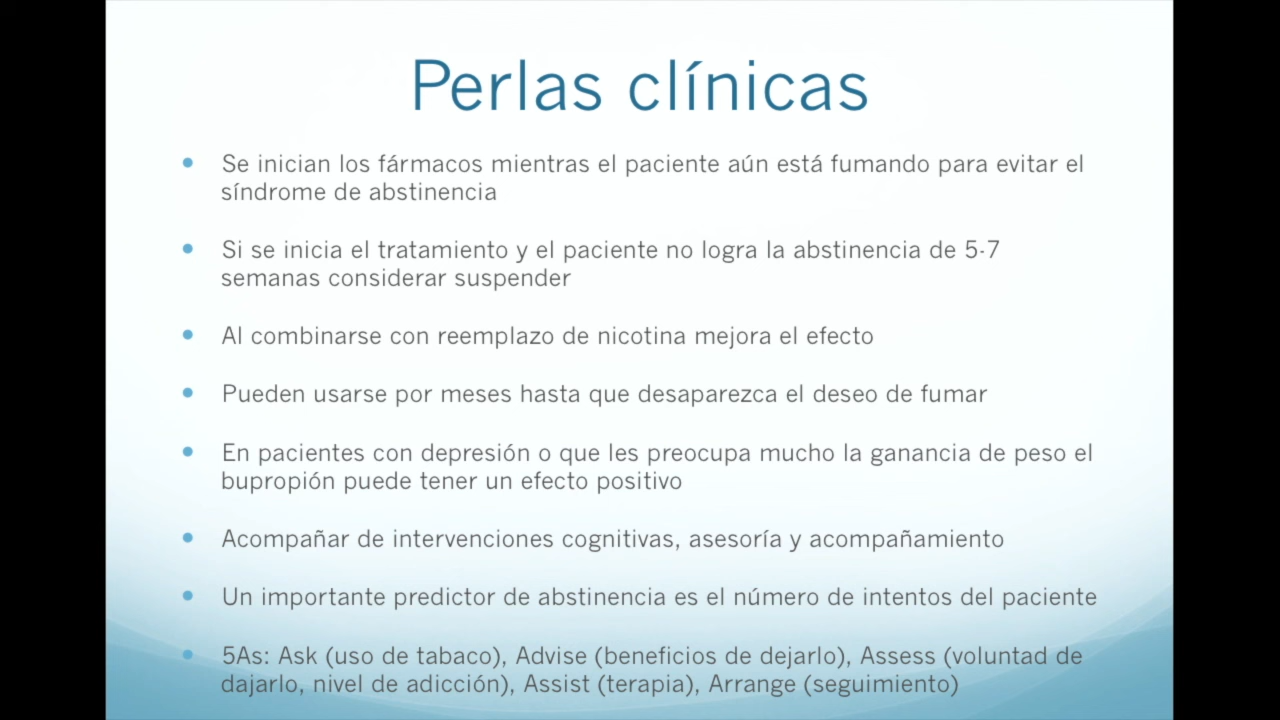 Perlas clínicas
Se inician los fármacos mientras el paciente aún está fumando para evitar el
síndrome de abstinencia
Si se inicia el tratamiento y el paciente no logra la abstinencia de 5-7
semanas considerar suspender
Al combinarse con reemplazo de nicotina mejora el efecto
Pueden usarse por meses hasta que desaparezca el deseo de fumar
En pacientes con depresión o que les preocupa mucho la ganancia de peso el
bupropión puede tener un efecto positivo
Acompañar de intervenciones cognitivas, asesoría y acompañamiento
Un importante predictor de abstinencia es el número de intentos del paciente
5As: Ask (uso de tabaco), Advise (beneficios de dejarlo), Assess (voluntad de
dajarlo, nivel de adicción), Assist (terapia), Arrange (seguimiento)